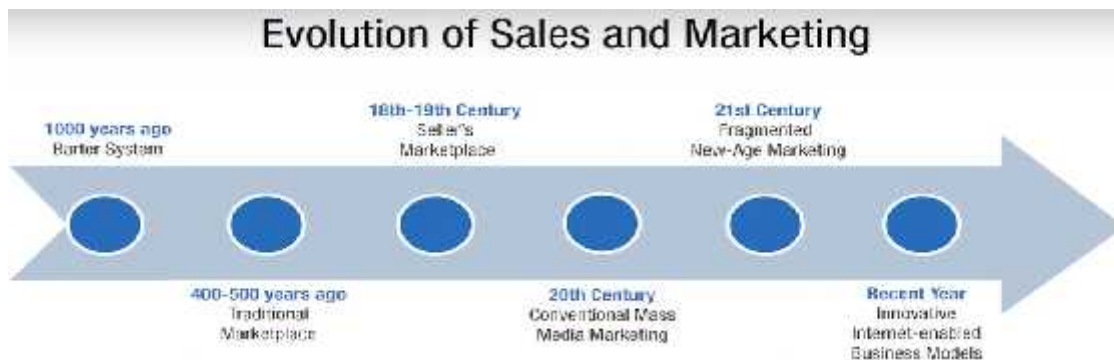 Evolution of Sales and Marketing
1000 years ago
Barter System
400-500 years ago
Traditional
Marketplace
18th-19th Century
Seller's
Marketplace
20th Century
Conventional Mass
Media Marketing
21st Century
Fragmented
New-Age Marketing
Recent Year
Innovative
Internet-enabled
Business Models